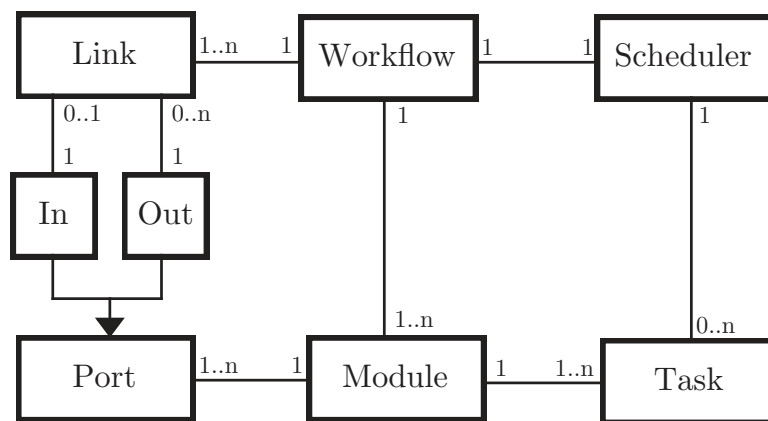 Link
1..n
1
Workflow
1
1
Scheduler
0..1
0..n
1
1
1
1
In
Out
1..n
0..n
Port
1..n
1
Module
1
1..n
Task